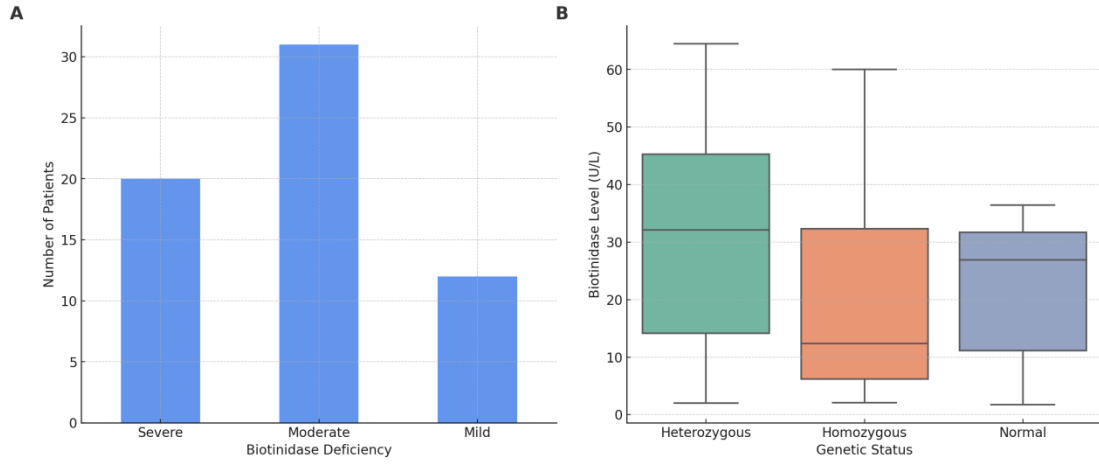 A
Number of Patients
30
25
20
15
10
5
0
Severe Moderate Mild
Biotinidase Deficiency
B
Biotinidase Level (U/L)
60
50
40
30
20
10
0
Heterozygous Homozygous Normal
Genetic Status